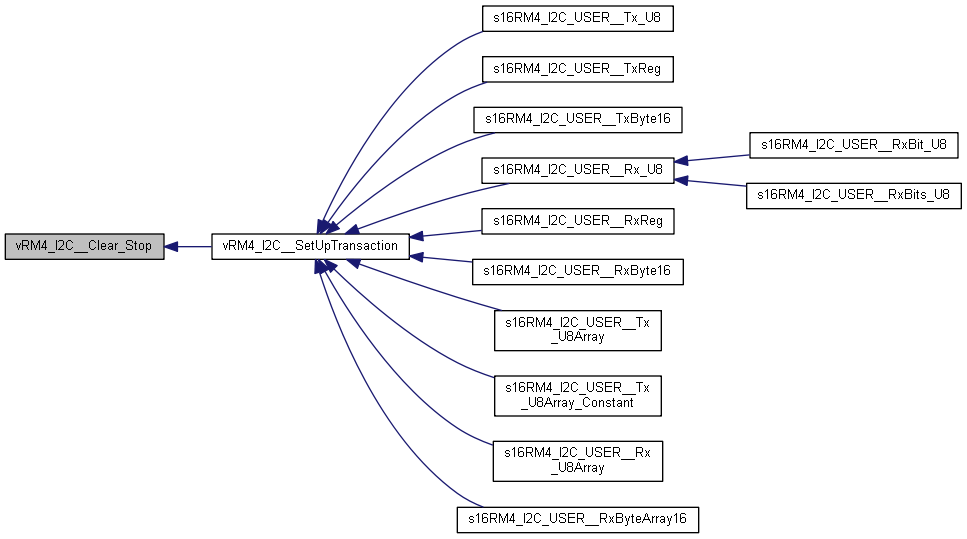 s16RM4_I2C_USER__Tx_U8
s16RM4_I2C_USER__TxReg
s16RM4_I2C_USER__TxByte16
s16RM4_I2C_USER__RxBit_U8
s16RM4_I2C_USER__Rx_U8
s16RM4_I2C_USER__RxBits_U8
s16RM4_I2C_USER__RxReg
vRM4_I2C__Clear_Stop
vRM4_I2C__SetUpTransaction
s16RM4_I2C_USER__RxByte16
s16RM4_I2C_USER__Tx
_U8Array
s16RM4_I2C_USER__Tx
_U8Array_Constant
s16RM4_I2C_USER__Rx
_U8Array
s16RM4_I2C_USER__RxByteArray16